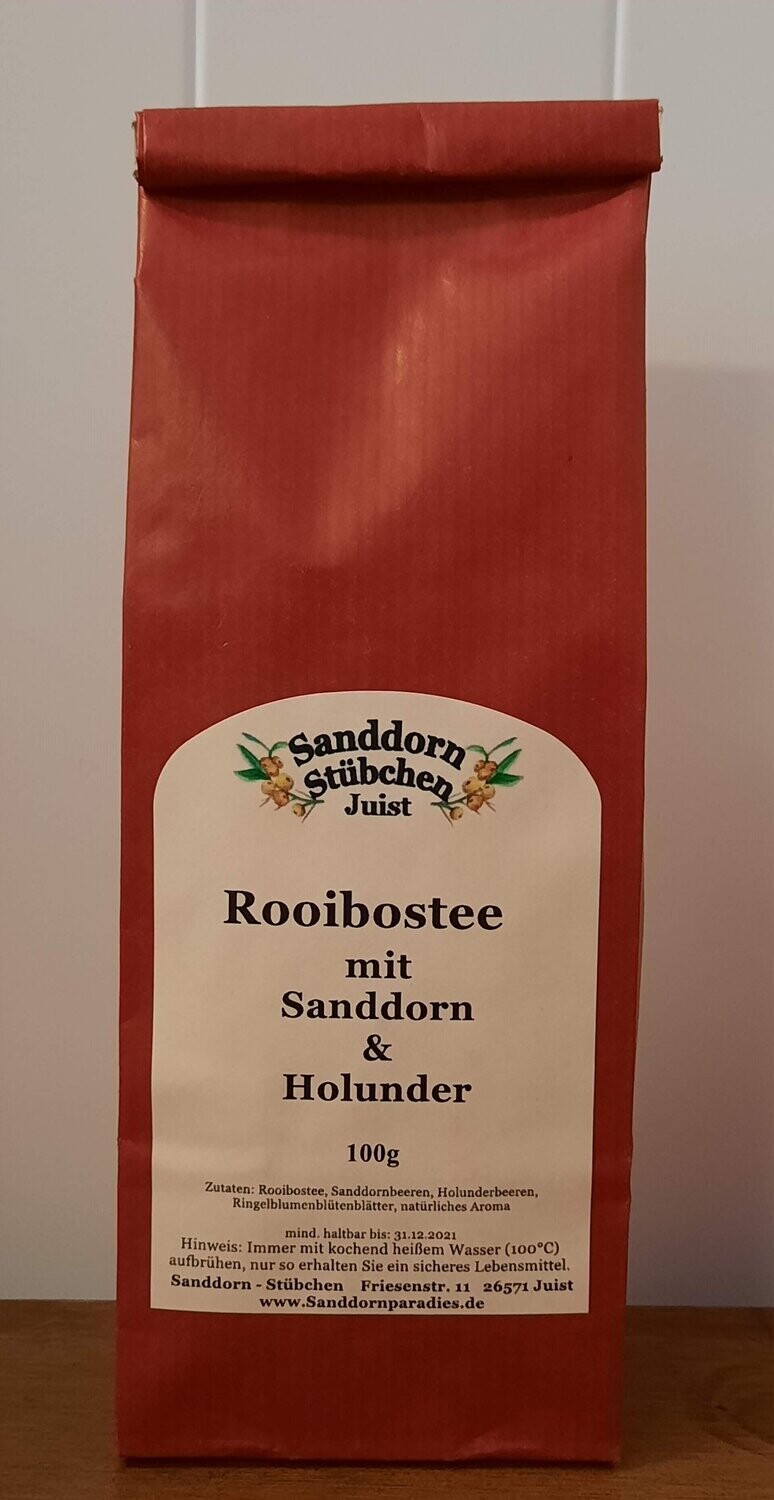 Sanddorn
Stübchen
Juist
Rooibostee
mit
Sanddorn
&
Holunder
100g
Zutaten: Rooibostee, Sanddornbeeren, Holunderbeeren,
Ringelblumenblütenblätter, natürliches Aroma
mind. haltbar bis: 31.12.2021
Hinweis: Immer mit kochend heißem Wasser (100°C)
aufbrühen, nur so erhalten Sie ein sicheres Lebensmittel.
Sanddorn - Stübchen Friesenstr. 11 26571 Juist
www.Sanddornparadies.de